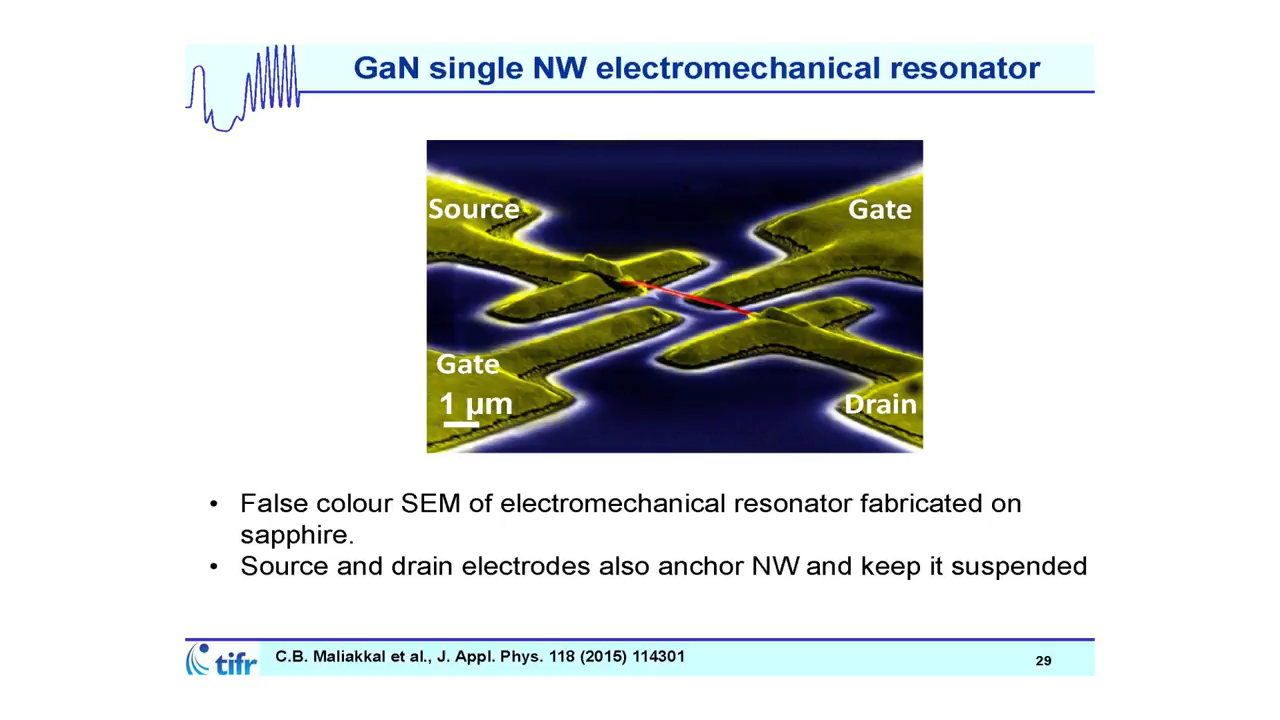 GaN single NW electromechanical resonator
Source
Gate
Gate
1 µm
Drain
• False colour SEM of electromechanical resonator fabricated on
sapphire.
• Source and drain electrodes also anchor NW and keep it suspended
tifr
C.B. Maliakkal et al., J. Appl. Phys. 118 (2015) 114301
29